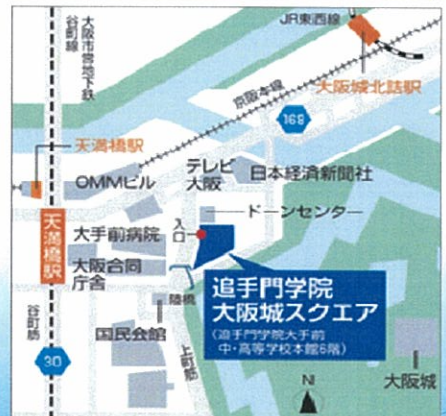 JR東西線
大阪市営地下鉄
谷町線
京阪本線
大阪城北詰駅
168
天満橋駅
OMMビル
テレビ
大阪
日本経済新聞社
ドーンセンター
入口
大手前病院
天満橋駅
大阪合同
庁舎
追手門学院
大阪城スクエア
(追手門学院大手前
中・高等学校本館6階)
陸橋
国民会館
谷町筋
上町筋
30
N
大阪城